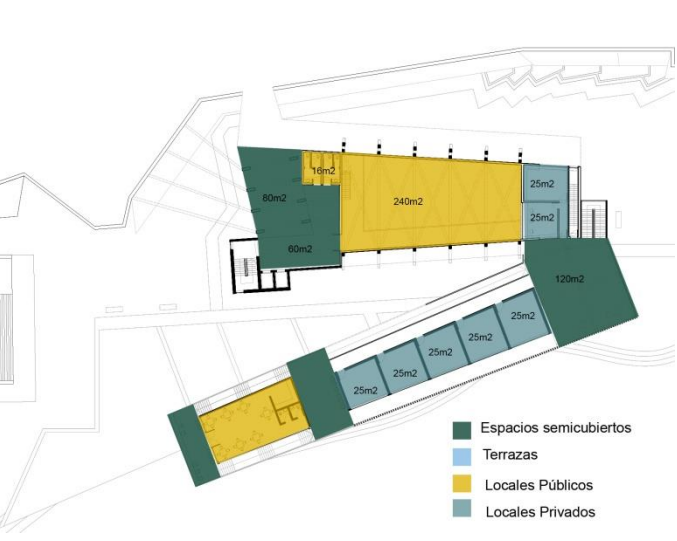 16m2
80m2
240m2
25m2
25m2
60m2
120m2
25m2
25m2
25m2
25m2
25m2
Espacios semicubiertos
Terrazas
Locales Públicos
Locales Privados